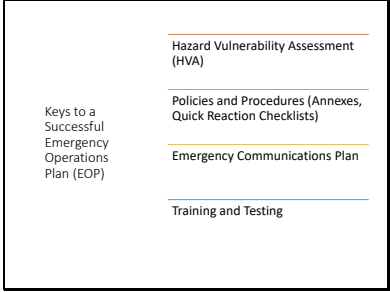 Keys to a
Successful
Emergency
Operations
Plan (EOP)
Hazard Vulnerability Assessment
(HVA)
Policies and Procedures (Annexes,
Quick Reaction Checklists)
Emergency Communications Plan
Training and Testing